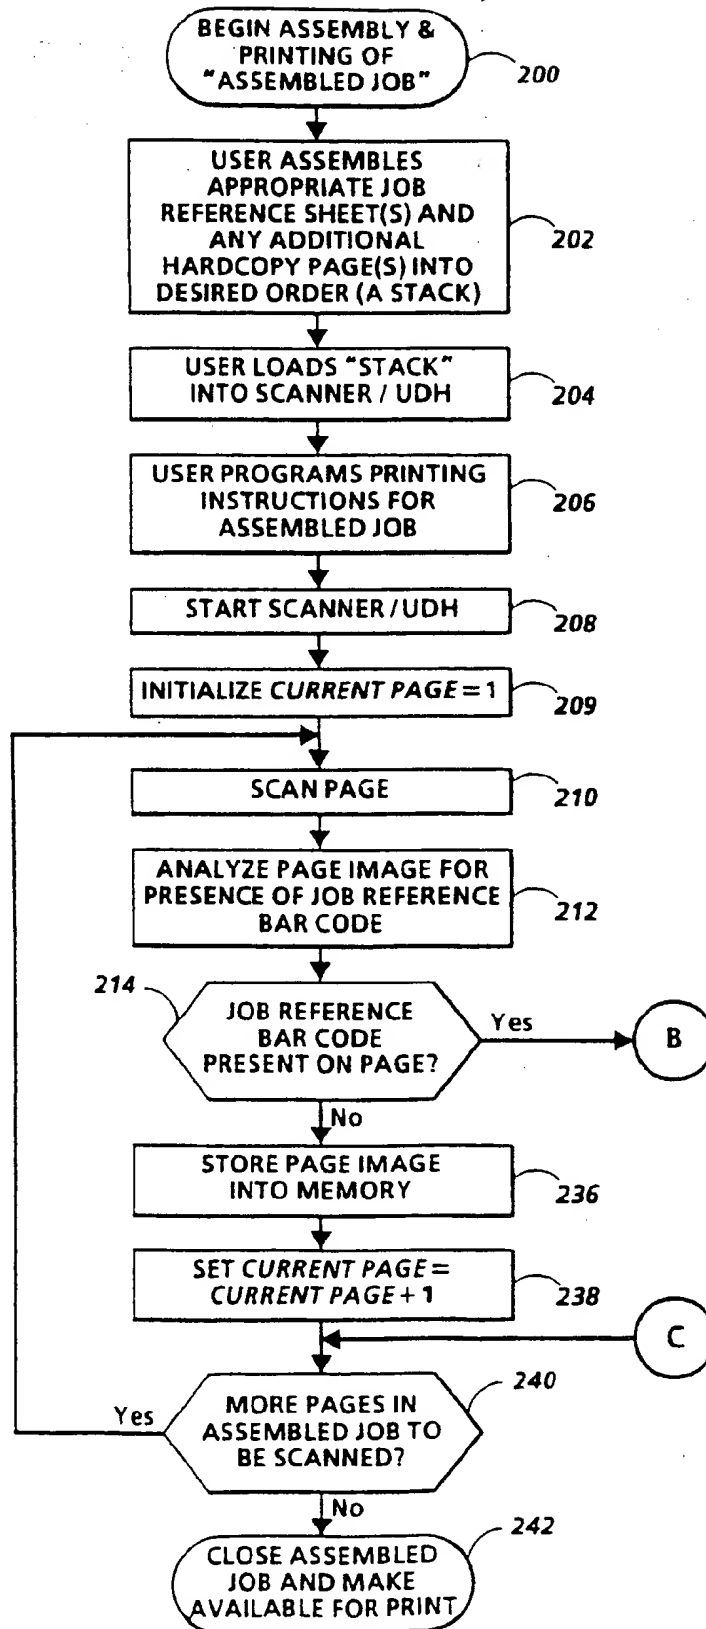 BEGIN ASSEMBLY &
PRINTING OF
"ASSEMBLED JOB"
200
USER ASSEMBLES
APPROPRIATE JOB
REFERENCE SHEET(S) AND
ANY ADDITIONAL
HARDCOPY PAGE(S) INTO
DESIRED ORDER (A STACK)
202
USER LOADS "STACK"
INTO SCANNER / UDH
204
USER PROGRAMS PRINTING
INSTRUCTIONS FOR
ASSEMBLED JOB
206
START SCANNER / UDH
208
INITIALIZE CURRENT PAGE = 1
209
SCAN PAGE
210
ANALYZE PAGE IMAGE FOR
PRESENCE OF JOB REFERENCE
BAR CODE
212
214
JOB REFERENCE
BAR CODE
PRESENT ON PAGE?
Yes
B
No
STORE PAGE IMAGE
INTO MEMORY
236
SET CURRENT PAGE =
CURRENT PAGE + 1
238
C
240
Yes
MORE PAGES IN
ASSEMBLED JOB TO
BE SCANNED?
No
242
CLOSE ASSEMBLED
JOB AND MAKE
AVAILABLE FOR PRINT